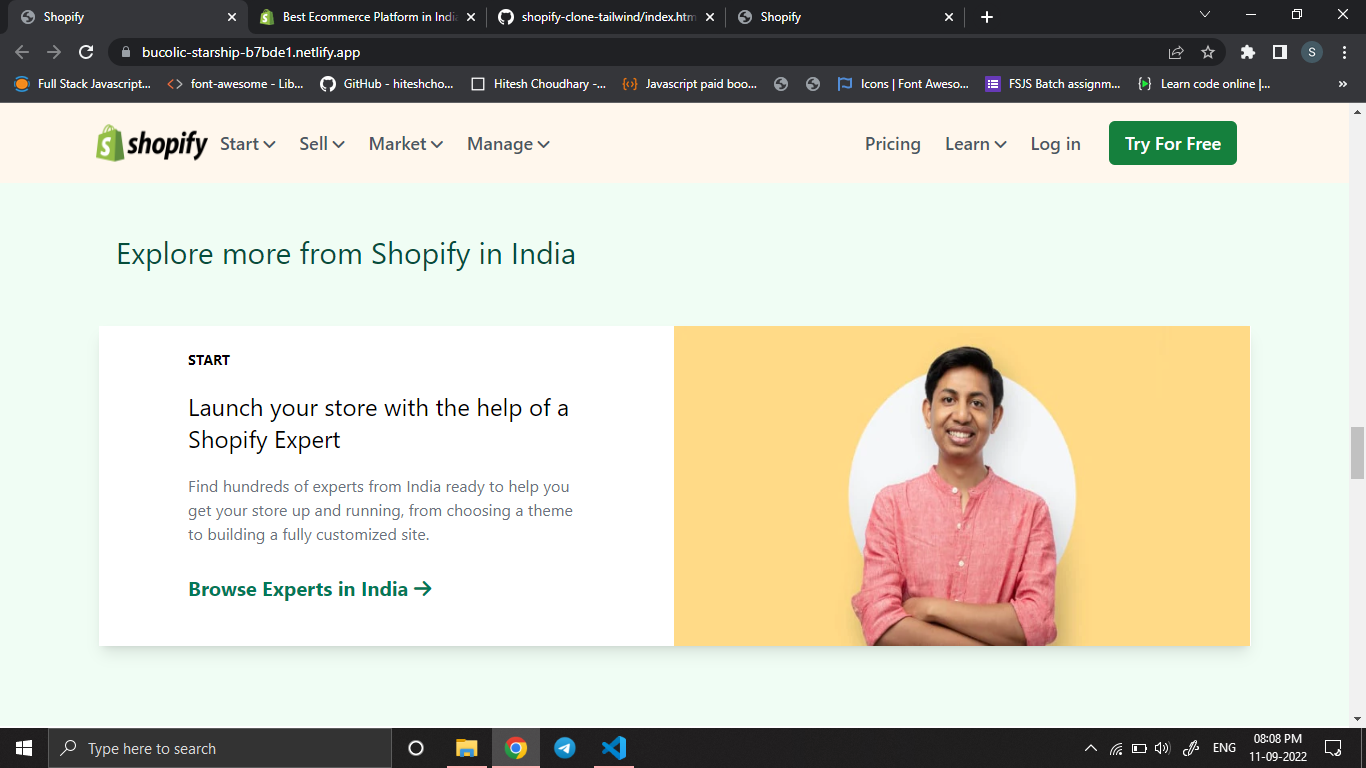 Shopify
Best Ecommerce Platform in India
shopify-clone-tailwind/index.htm
Shopify
bucolic-starship-b7bde1.netlify.app
S
Full Stack Javascript...
font-awesome - Lib...
GitHub - hiteshcho...
Hitesh Choudhary -...
Javascript paid boo...
Icons | Font Aweso...
FSJS Batch assignm...
Learn code online |...
»
shopify
Start
Sell
Market
Manage
Pricing
Learn
Log in
Try For Free
Explore more from Shopify in India
START
Launch your store with the help of a
Shopify Expert
Find hundreds of experts from India ready to help you
get your store up and running, from choosing a theme
to building a fully customized site.
Browse Experts in India →
Type here to search
ENG
08:08 PM
11-09-2022